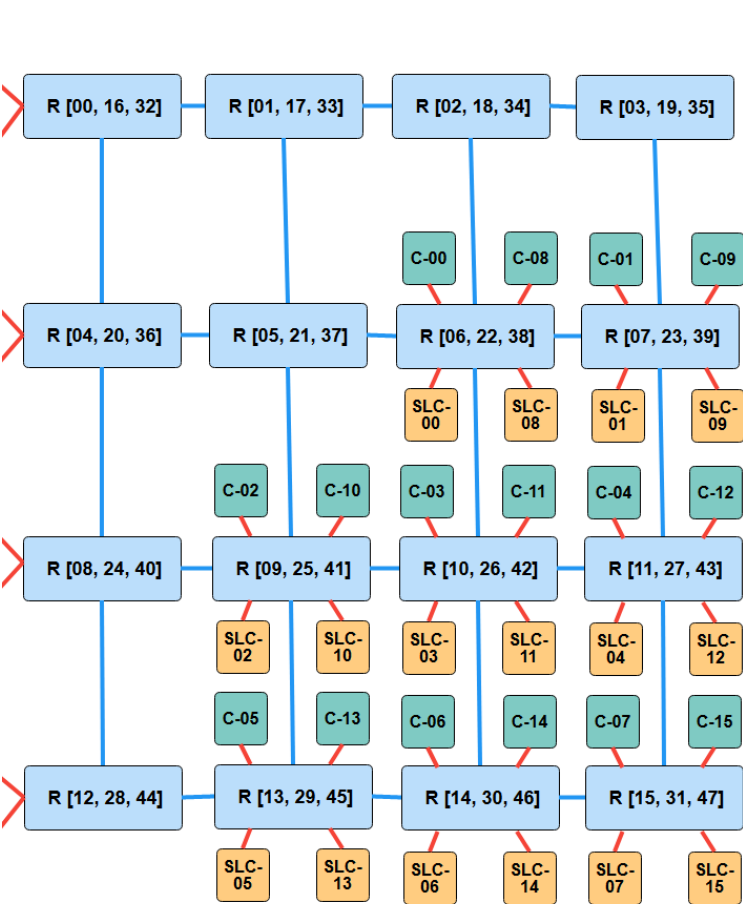 R [00, 16, 32] R [01, 17, 33] R [02, 18, 34] R [03, 19, 35]
C-00 C-08 C-01 C-09
R [04, 20, 36] R [05, 21, 37] R [06, 22, 38] R [07, 23, 39]
SLC- SLC- SLC- SLC-
00 08 01 09
C-02 C-10 C-03 C-11 C-04 C-12
R [08, 24, 40] R [09, 25, 41] R [10, 26, 42] R [11, 27, 43]
SLC- SLC- SLC- SLC- SLC- SLC-
02 10 03 11 04 12
C-05 C-13 C-06 C-14 C-07 C-15
R [12, 28, 44] R [13, 29, 45] R [14, 30, 46] R [15, 31, 47]
SLC- SLC- SLC- SLC- SLC- SLC-
05 13 06 14 07 15